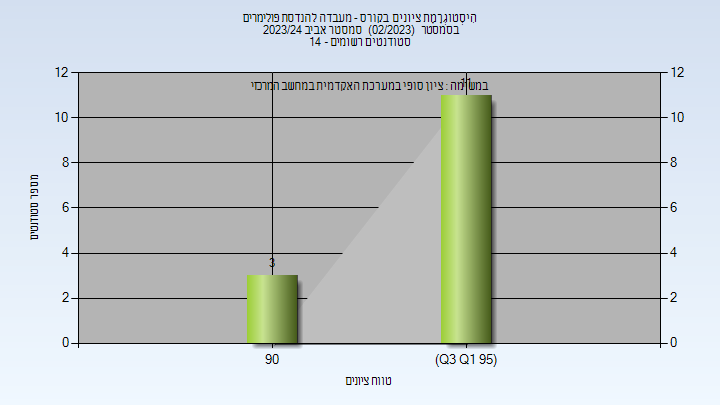 היסטוגרמת ציונים בקורס - מעבדה להנדסת פולימרים
בסמסטר (02/2023) סמסטר אביב 2023/24
סטודנטים רשומים - 14
במשימה : ציון סופי במערכת האקדמית במחשב המרכזי
12 12
11
10 10
8 8
6 6
4 4
3
2 2
0 0
90 (Q3 Q1 95)
מספר סטודנטים
טווח ציונים